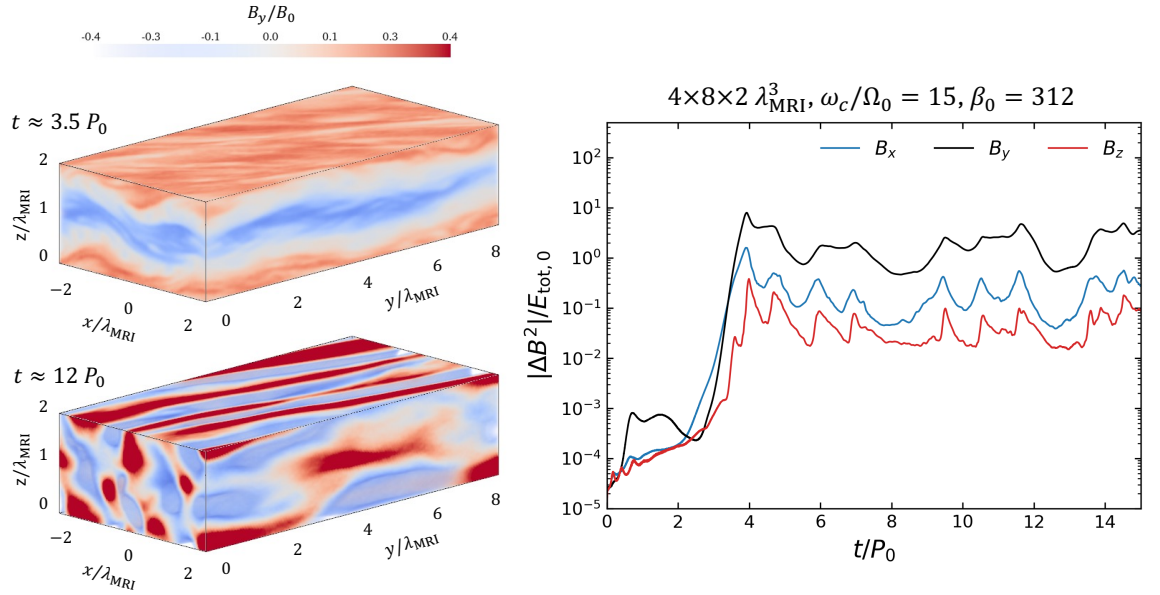 B_y/B_0
-0.4 -0.3 -0.1 0.0 0.1 0.3 0.4
t ≈ 3.5 P_0
2
1
0
z/λ_MRI
−2 0 2
x/λ_MRI
0 2 4 6 8
y/λ_MRI
t ≈ 12 P_0
2
1
0
z/λ_MRI
−2 0 2
x/λ_MRI
0 2 4 6 8
y/λ_MRI
4×8×2 λ³_MRI, ω_c/Ω_0 = 15, β_0 = 312
B_x B_y B_z
10²
10¹
10⁰
10⁻¹
10⁻²
10⁻³
10⁻⁴
10⁻⁵
|ΔB²|/E_tot, 0
0 2 4 6 8 10 12 14
t/P_0